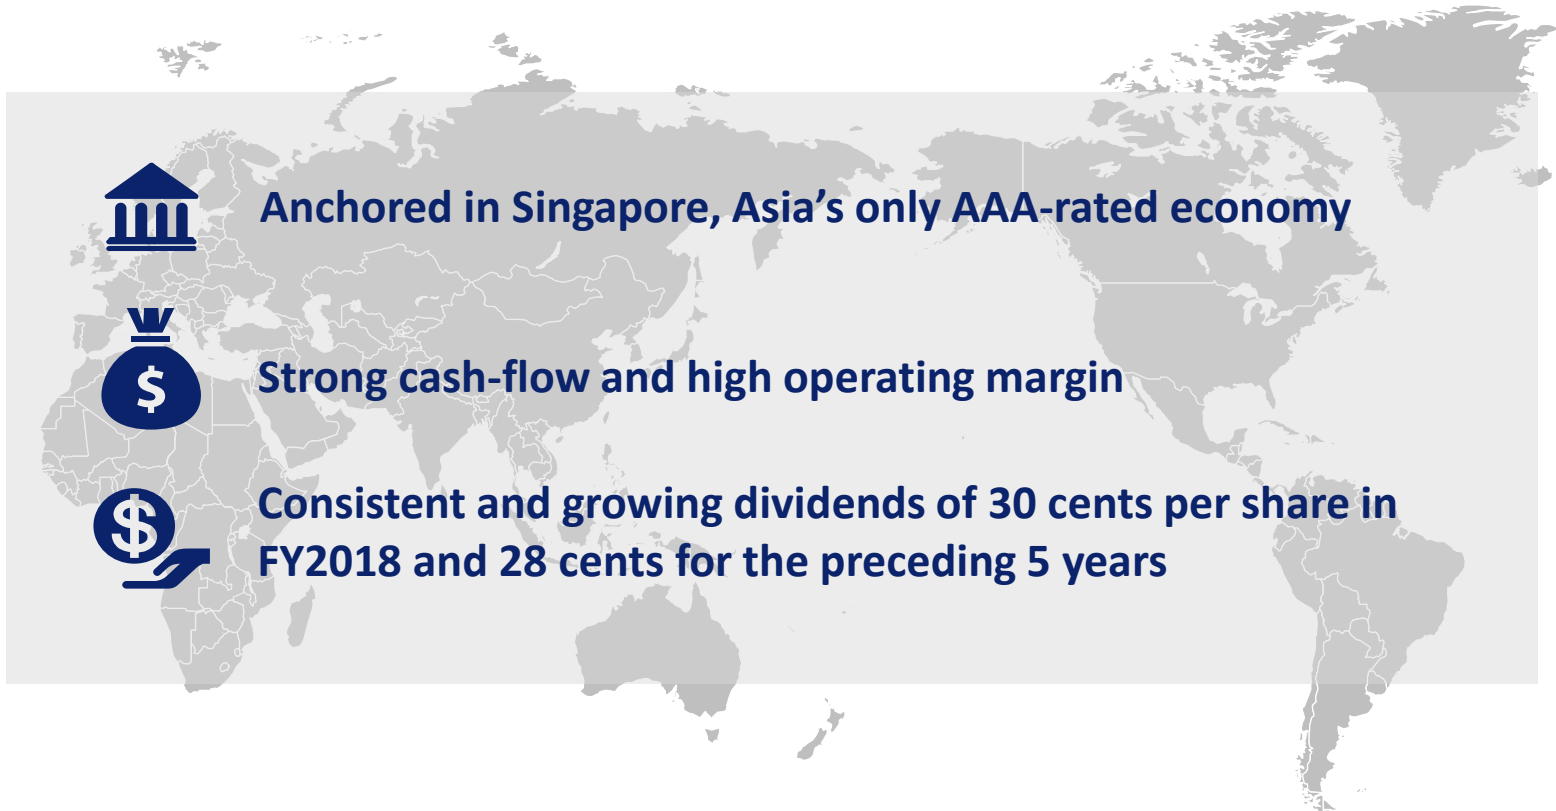 Anchored in Singapore, Asia’s only AAA-rated economy
$
Strong cash-flow and high operating margin
$
Consistent and growing dividends of 30 cents per share in
FY2018 and 28 cents for the preceding 5 years